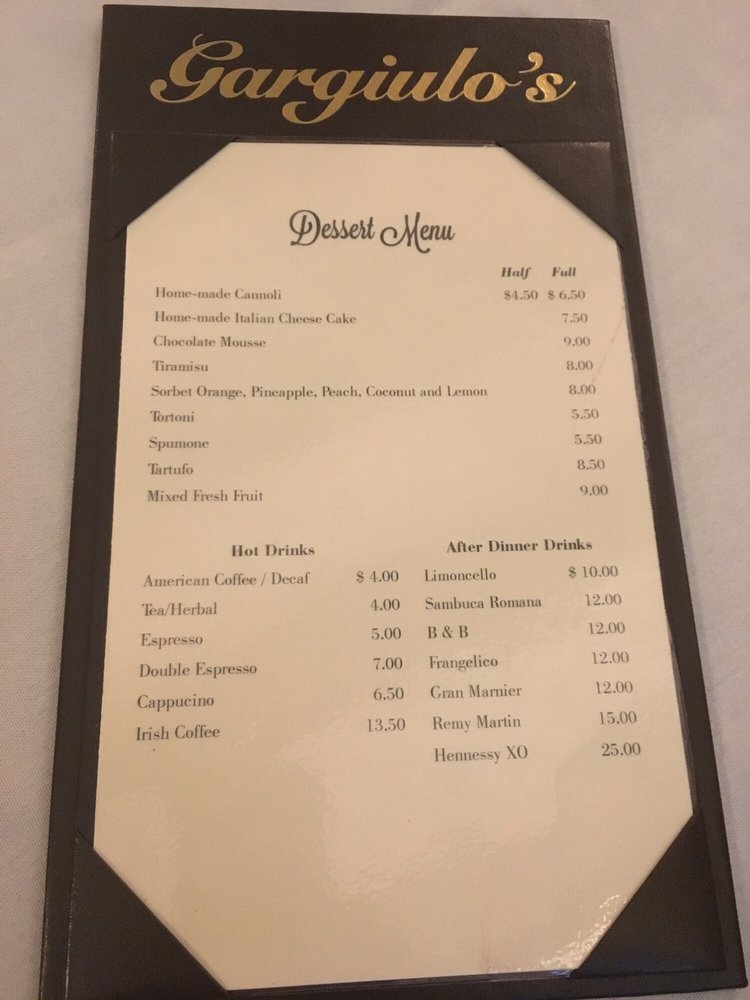 Gargiulo's
Dessert Menu
Half Full
Home-made Cannoli $4.50 $ 6.50
Home-made Italian Cheese Cake 7.50
Chocolate Mousse 9.00
Tiramisu 8.00
Sorbet Orange, Pineapple, Peach, Coconut and Lemon 8.00
Tortoni 5.50
Spumone 5.50
Tartufo 8.50
Mixed Fresh Fruit 9.00
Hot Drinks
American Coffee / Decaf $ 4.00
Tea/Herbal 4.00
Espresso 5.00
Double Espresso 7.00
Cappucino 6.50
Irish Coffee 13.50
After Dinner Drinks
Limoncello $ 10.00
Sambuca Romana 12.00
B & B 12.00
Frangelico 12.00
Gran Marnier 12.00
Remy Martin 15.00
Hennessy XO 25.00